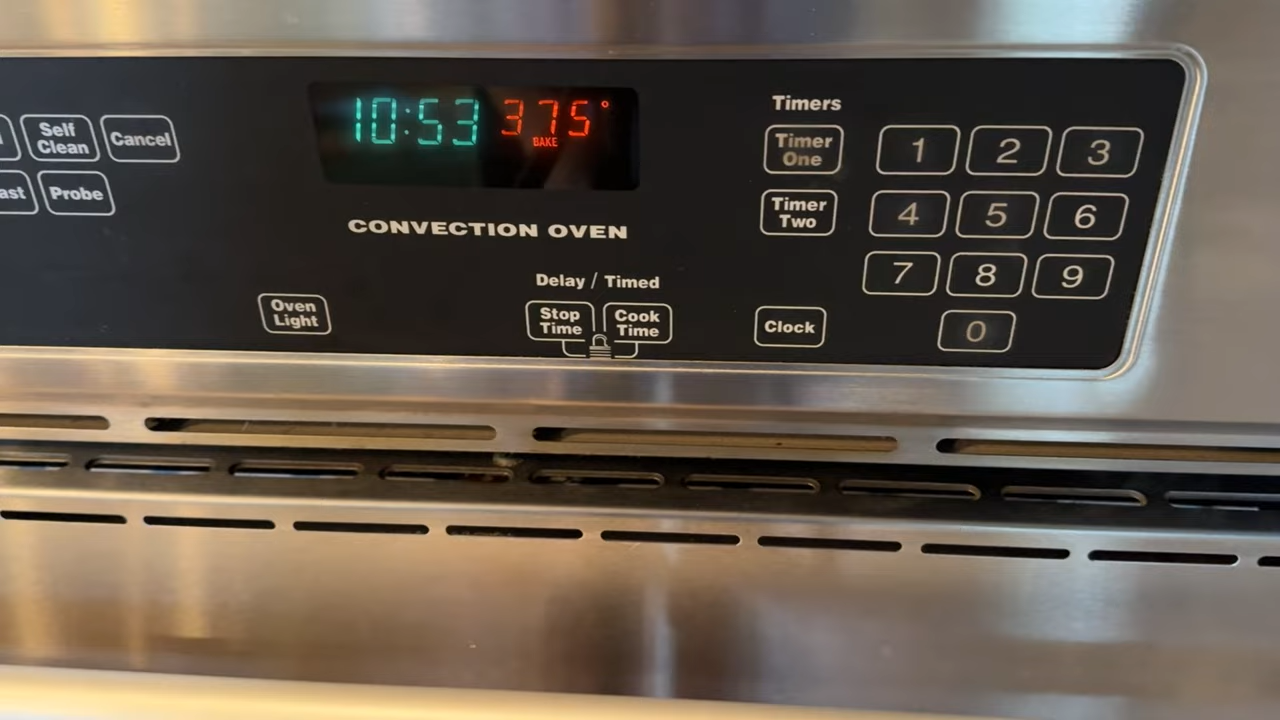 10:53 375°
BAKE
Self
Clean
Cancel
Probe
CONVECTION OVEN
Oven
Light
Delay / Timed
Stop
Time
Cook
Time
Timers
Timer
One
Timer
Two
Clock
1 2 3
4 5 6
7 8 9
0